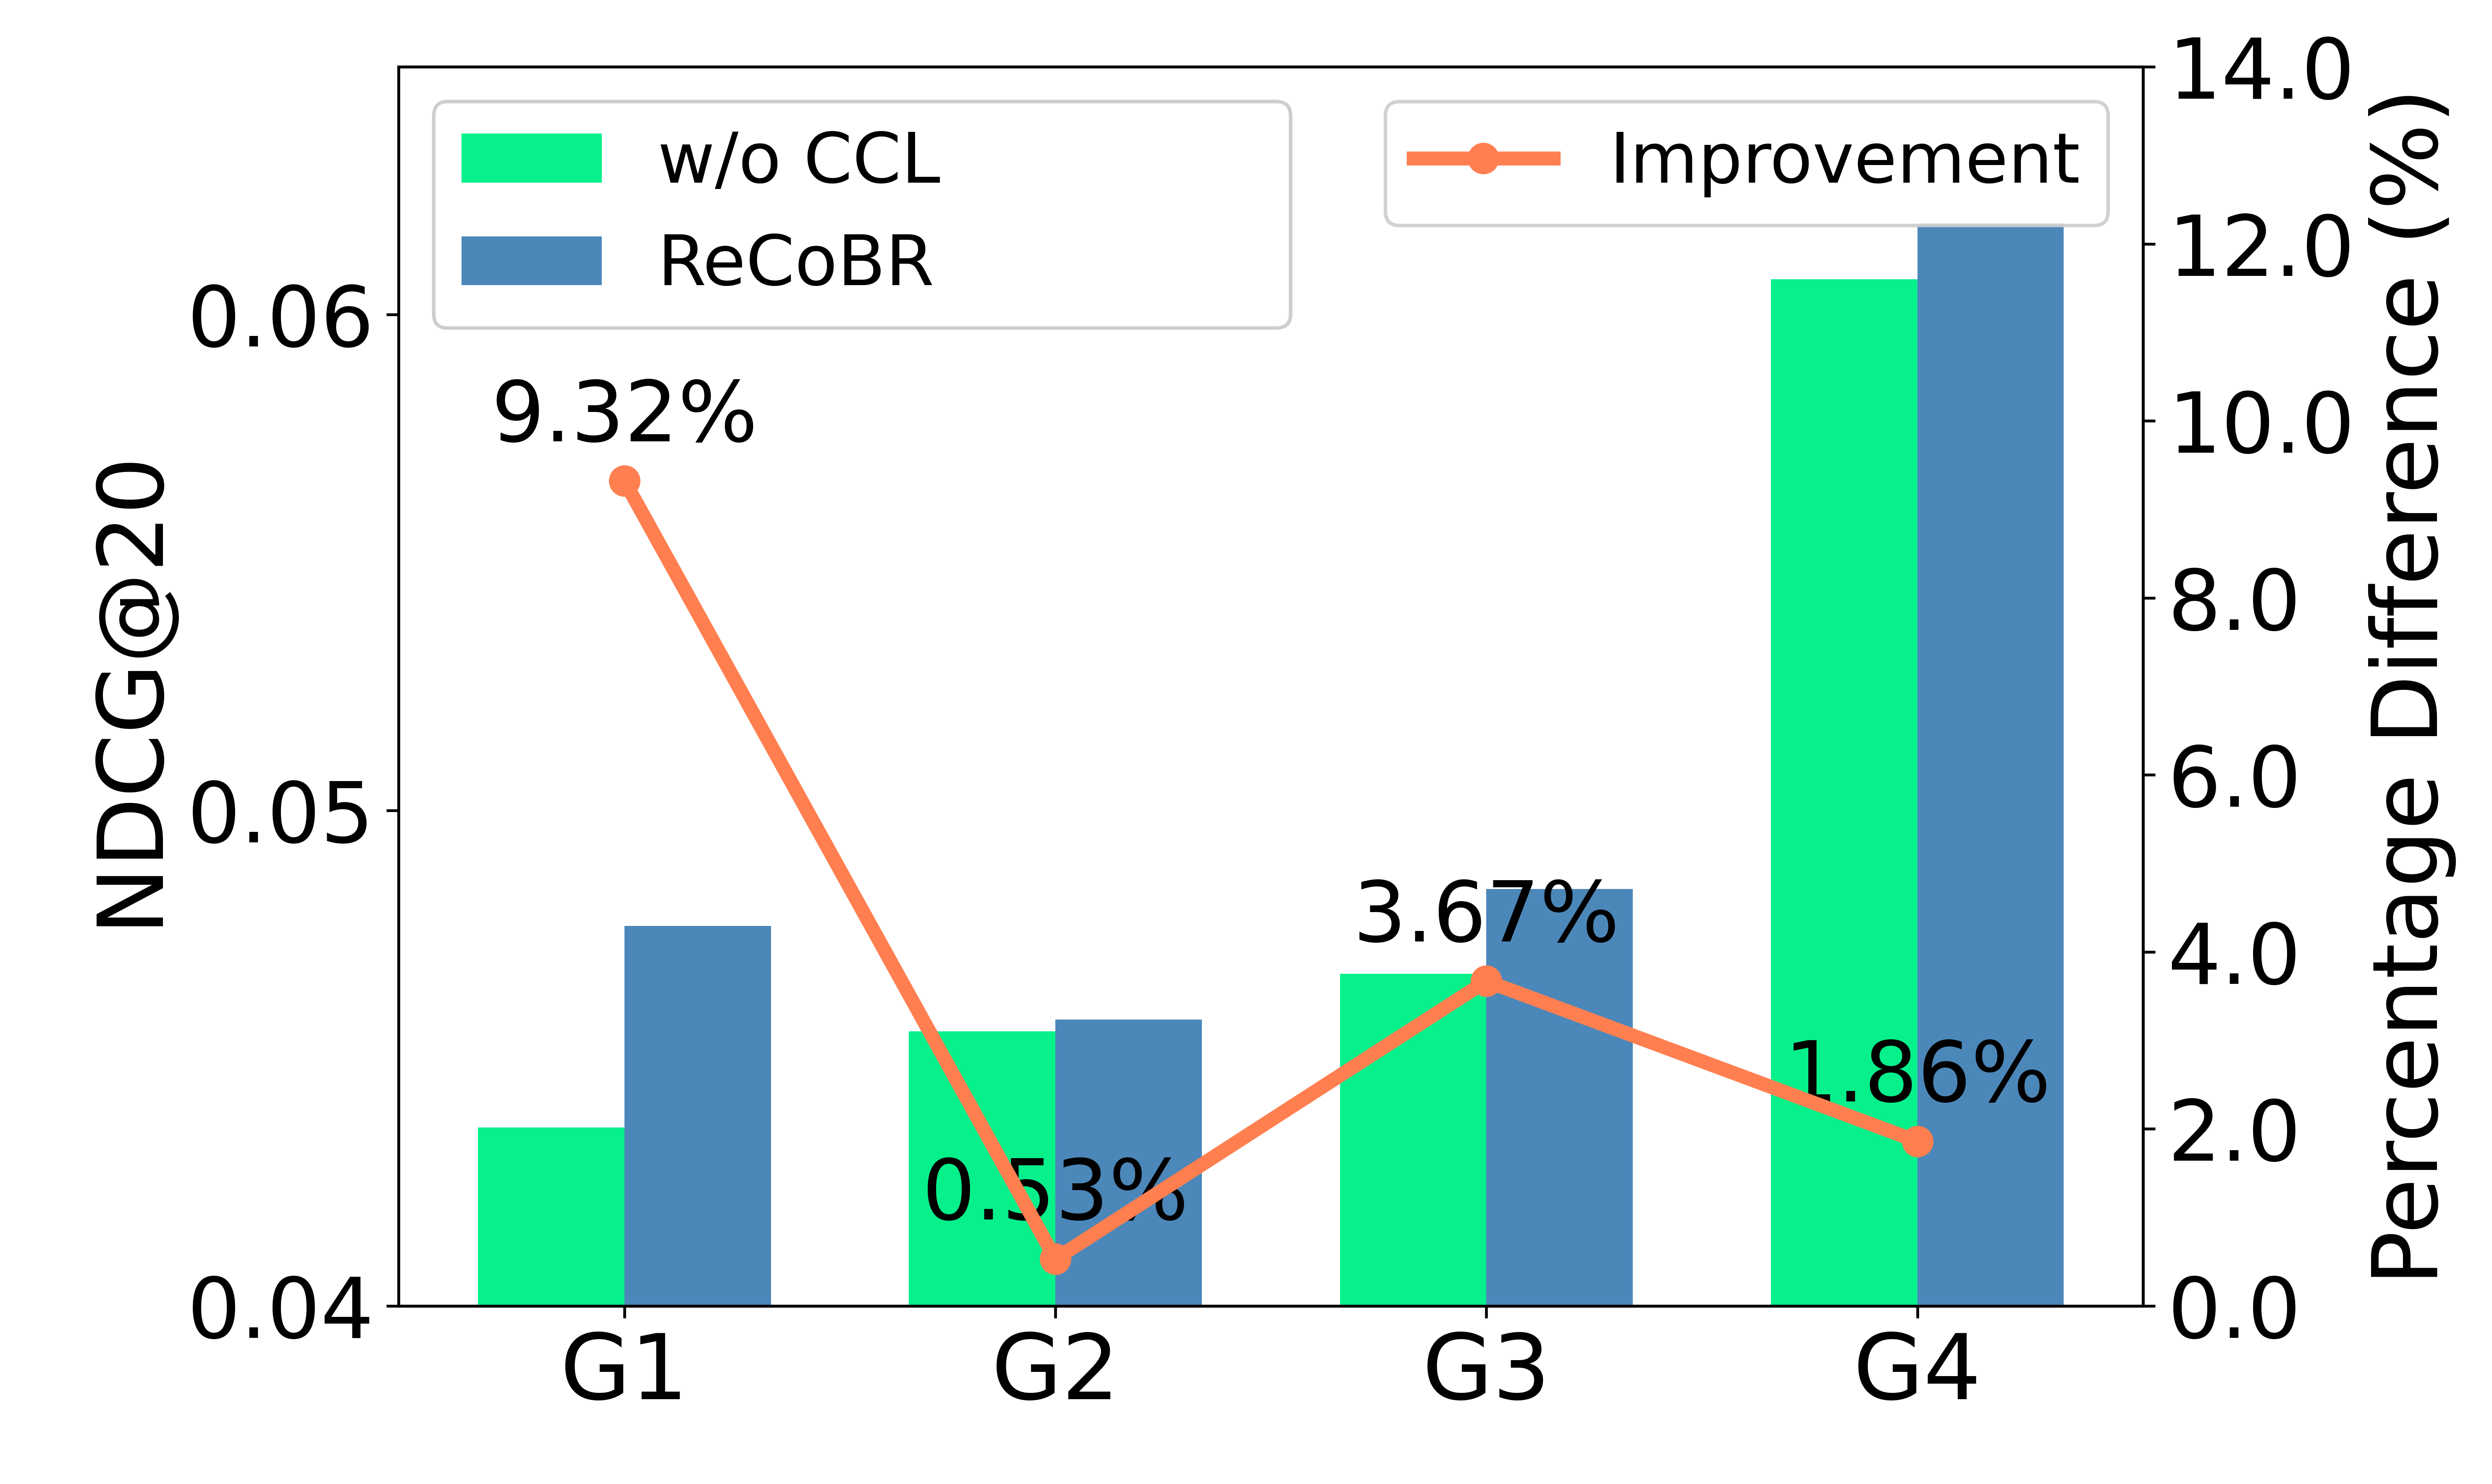 w/o CCL
ReCoBR
Improvement
NDCG@20
0.06
0.05
0.04
9.32%
0.53%
3.67%
1.86%
14.0
12.0
10.0
8.0
6.0
4.0
2.0
0.0
Percentage Difference (%)
G1 G2 G3 G4